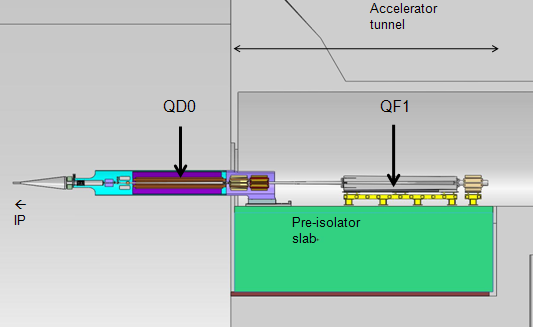 Accelerator
tunnel
QD0
QF1
← IP
Pre-isolator
slab